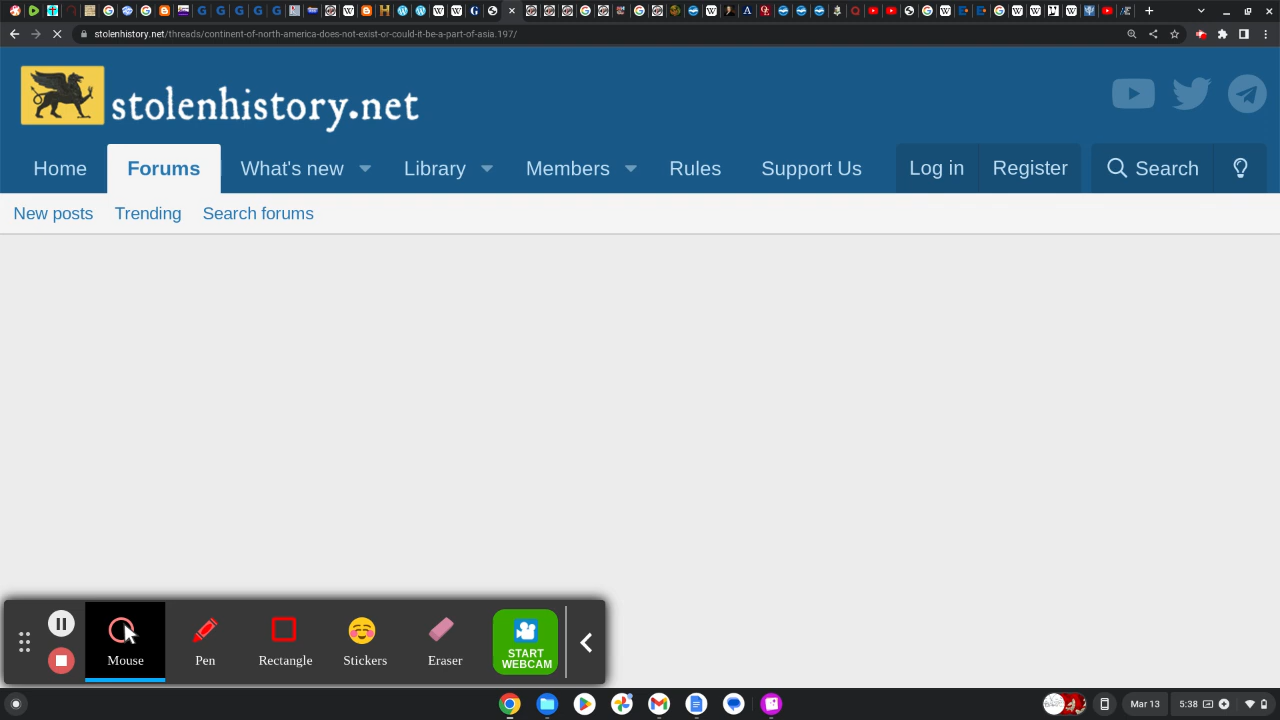 stolenhistory.net/threads/continent-of-north-america-does-not-exist-or-could-it-be-a-part-of-asia.197/
stolenhistory.net
Home Forums What's new Library Members Rules Support Us Log in Register Search
New posts Trending Search forums
Mouse Pen Rectangle Stickers Eraser START WEBCAM
Mar 13 5:38